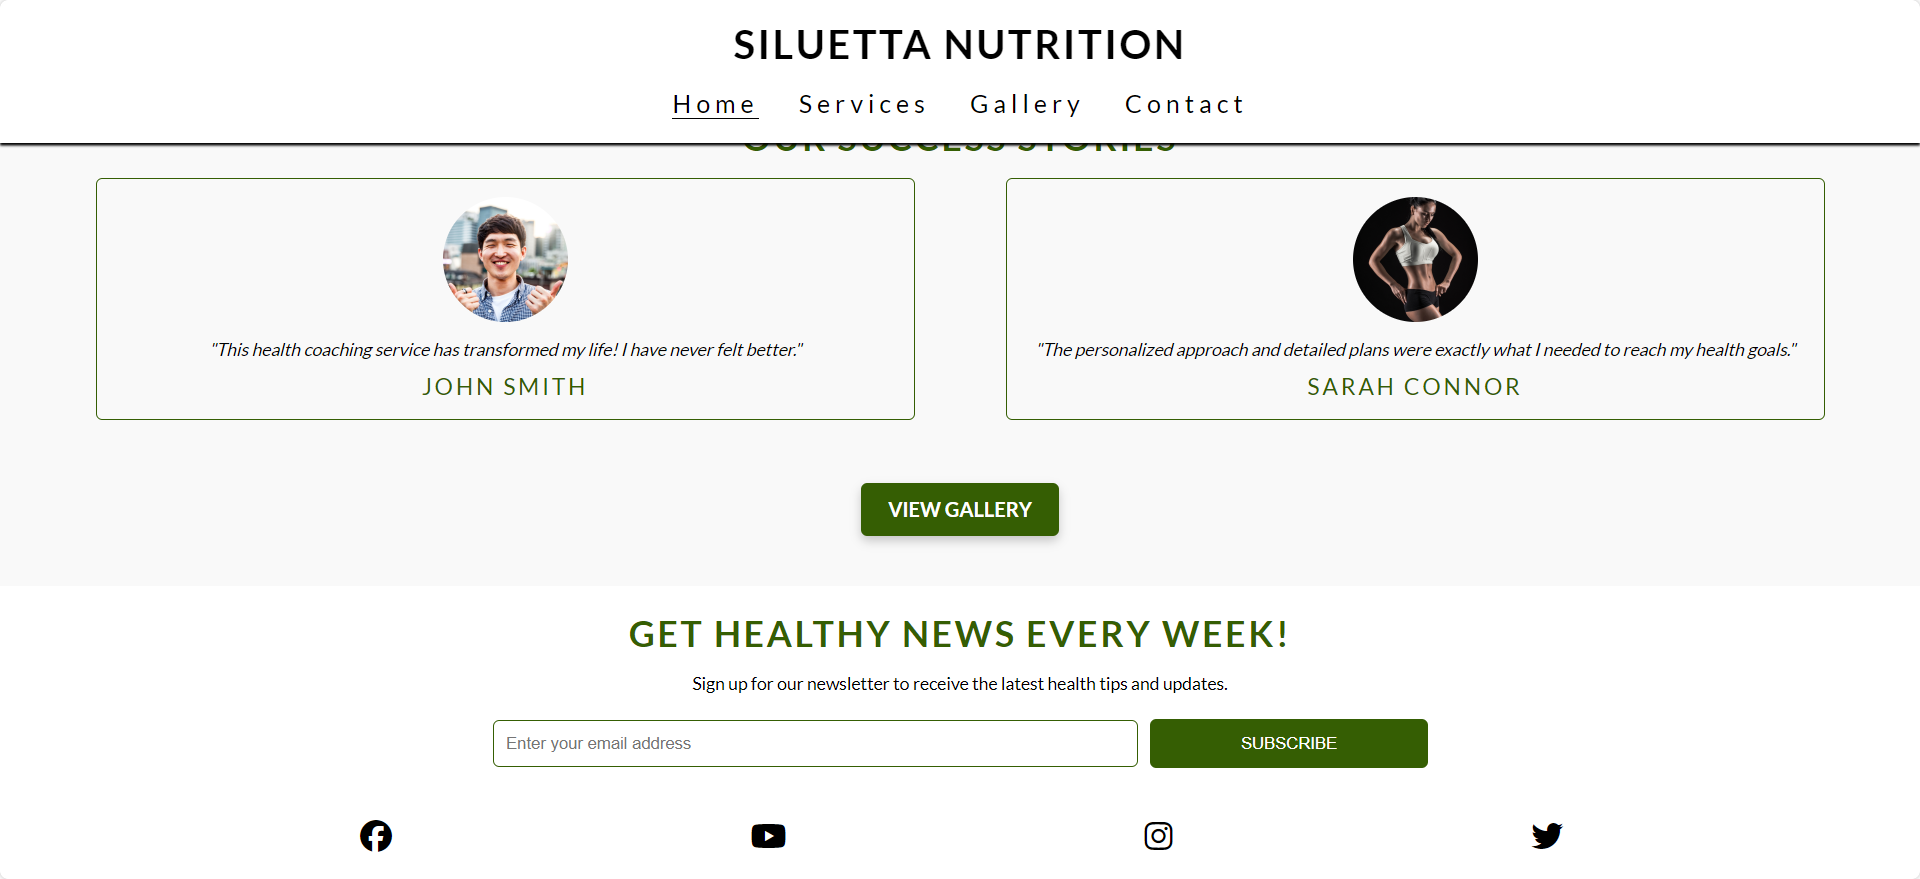 SILUETTA NUTRITION
Home Services Gallery Contact
OUR SUCCESS STORIES
"This health coaching service has transformed my life! I have never felt better."
JOHN SMITH
"The personalized approach and detailed plans were exactly what I needed to reach my health goals."
SARAH CONNOR
VIEW GALLERY
GET HEALTHY NEWS EVERY WEEK!
Sign up for our newsletter to receive the latest health tips and updates.
Enter your email address
SUBSCRIBE